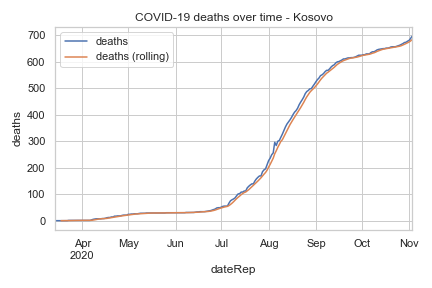 COVID-19 deaths over time - Kosovo
deaths
deaths (rolling)
700
600
500
400
300
200
100
0
deaths
Apr May Jun Jul Aug Sep Oct Nov
2020
dateRep